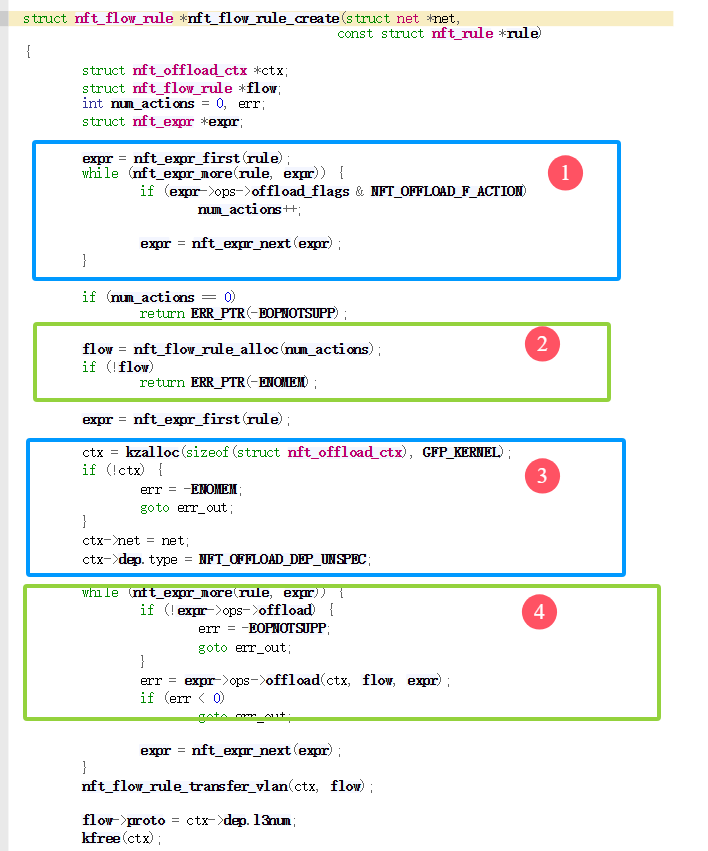 struct nft_flow_rule *nft_flow_rule_create(struct net *net,
const struct nft_rule *rule)
{
struct nft_offload_ctx *ctx;
struct nft_flow_rule *flow;
int num_actions = 0, err;
struct nft_expr *expr;
expr = nft_expr_first(rule);
while (nft_expr_more(rule, expr)) {
1
if (expr->ops->offload_flags & NFT_OFFLOAD_F_ACTION)
num_actions++;
expr = nft_expr_next(expr);
}
if (num_actions == 0)
return ERR_PTR(-EOPNOTSUPP);
flow = nft_flow_rule_alloc(num_actions);
2
if (!flow)
return ERR_PTR(-ENOMEM);
expr = nft_expr_first(rule);
ctx = kzalloc(sizeof(struct nft_offload_ctx), GFP_KERNEL);
if (!ctx) {
3
err = -ENOMEM;
goto err_out;
}
ctx->net = net;
ctx->dep.type = NFT_OFFLOAD_DEP_UNSPEC;
while (nft_expr_more(rule, expr)) {
if (!expr->ops->offload) {
4
err = -EOPNOTSUPP;
goto err_out;
}
err = expr->ops->offload(ctx, flow, expr);
if (err < 0)
goto err_out;
expr = nft_expr_next(expr);
}
nft_flow_rule_transfer_vlan(ctx, flow);
flow->proto = ctx->dep.l3num;
kfree(ctx);